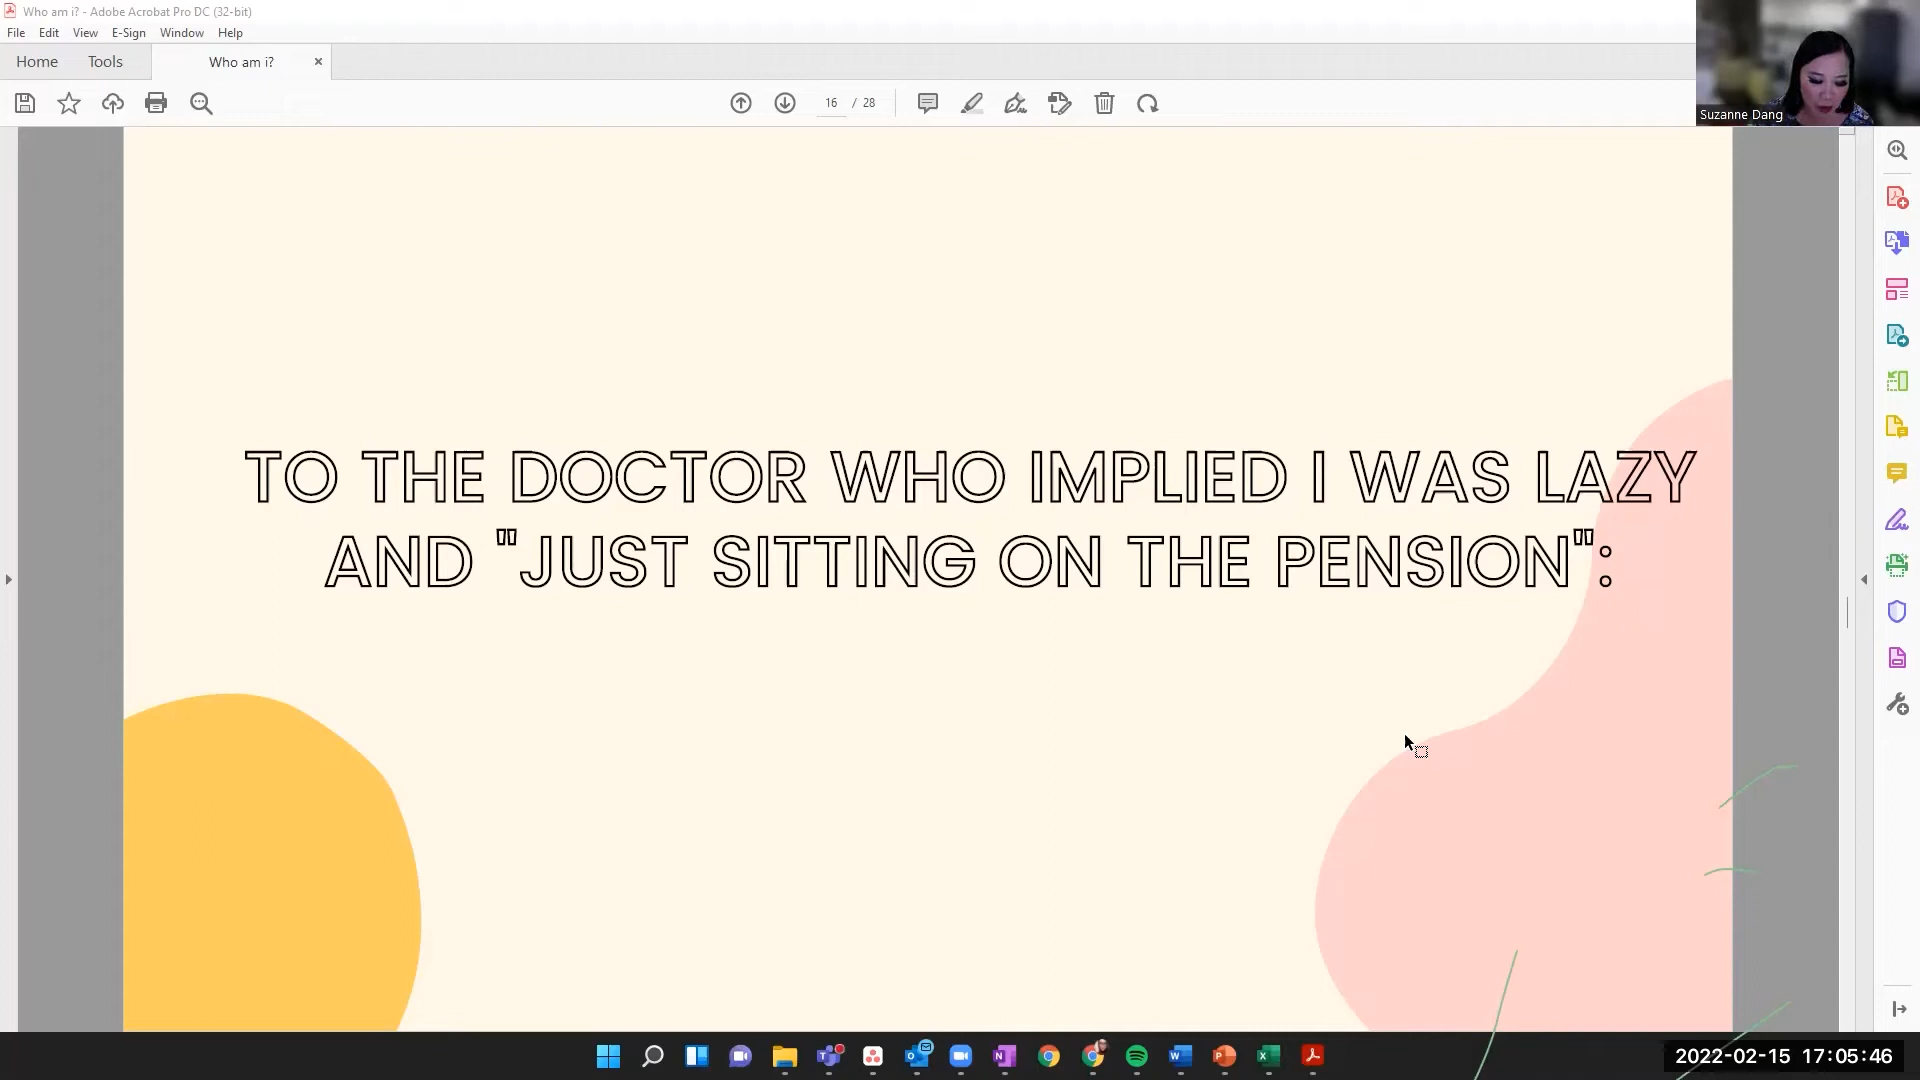 Who am i? - Adobe Acrobat Pro DC (32-bit)
File Edit View E-Sign Window Help
Home Tools Who am i?
16 / 28
Suzanne Dang
TO THE DOCTOR WHO IMPLIED I WAS LAZY
AND "JUST SITTING ON THE PENSION":
2022-02-15 17:05:46